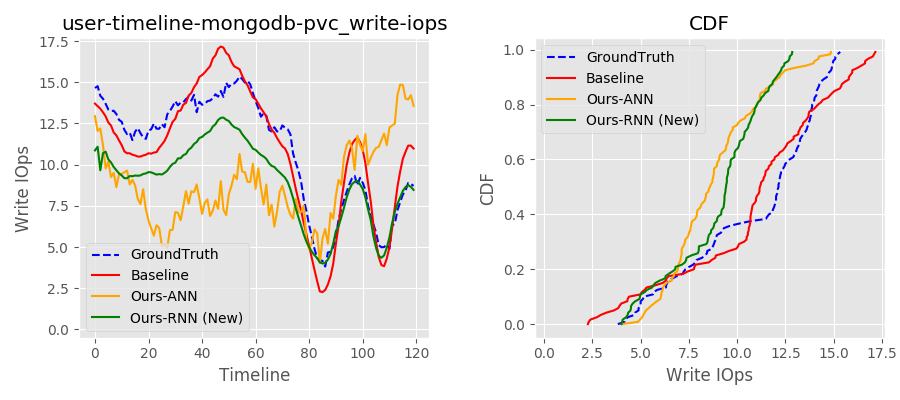 user-timeline-mongodb-pvc_write-iops
17.5
15.0
12.5
10.0
7.5
5.0
2.5
0.0
Write IOps
GroundTruth
Baseline
Ours-ANN
Ours-RNN (New)
0 20 40 60 80 100 120
Timeline
CDF
1.0
0.8
0.6
0.4
0.2
0.0
CDF
GroundTruth
Baseline
Ours-ANN
Ours-RNN (New)
0.0 2.5 5.0 7.5 10.0 12.5 15.0 17.5
Write IOps